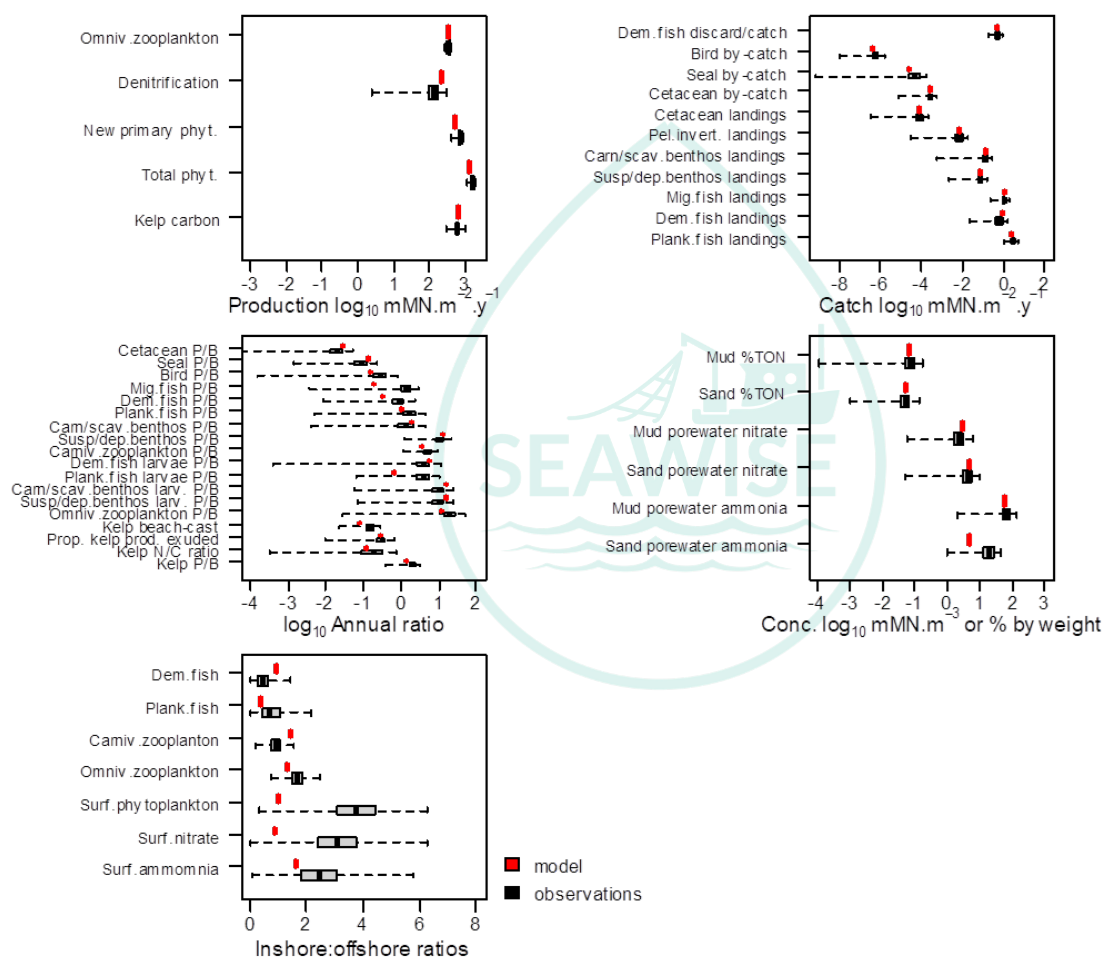 Omniv.zooplankton
Denitrification
New primary phyt.
Total phyt.
Kelp carbon
-3 -2 -1 0 1 2 3
Production log10 mMN.m-2.y-1
Dem.fish discard/catch
Bird by-catch
Seal by-catch
Cetacean by-catch
Cetacean landings
Pel.invert. landings
Carn/scav.benthos landings
Susp/dep.benthos landings
Mig.fish landings
Dem.fish landings
Plank.fish landings
-8 -6 -4 -2 0 2
Catch log10 mMN.m-2.y-1
Cetacean P/B
Seal P/B
Bird P/B
Mig.fish P/B
Dem.fish P/B
Plank.fish P/B
Carn/scav.benthos P/B
Susp/dep.benthos P/B
Carniv.zooplankton P/B
Dem.fish larvae P/B
Plank.fish larvae P/B
Carn/scav.benthos larv. P/B
Susp/dep.benthos larv. P/B
Omniv.zooplankton P/B
Kelp beach-cast
Prop. kelp prod. exuded
Kelp N/C ratio
Kelp P/B
-4 -3 -2 -1 0 1 2
log10 Annual ratio
Mud %TON
Sand %TON
Mud porewater nitrate
Sand porewater nitrate
Mud porewater ammonia
Sand porewater ammonia
-4 -3 -2 -1 0 1 2 3
Conc. log10 mMN.m-3 or % by weight
SEAWISE
Dem.fish
Plank.fish
Carniv.zooplanton
Omniv.zooplankton
Surf.phytoplankton
Surf.nitrate
Surf.ammomnia
0 2 4 6 8
Inshore:offshore ratios
model
observations